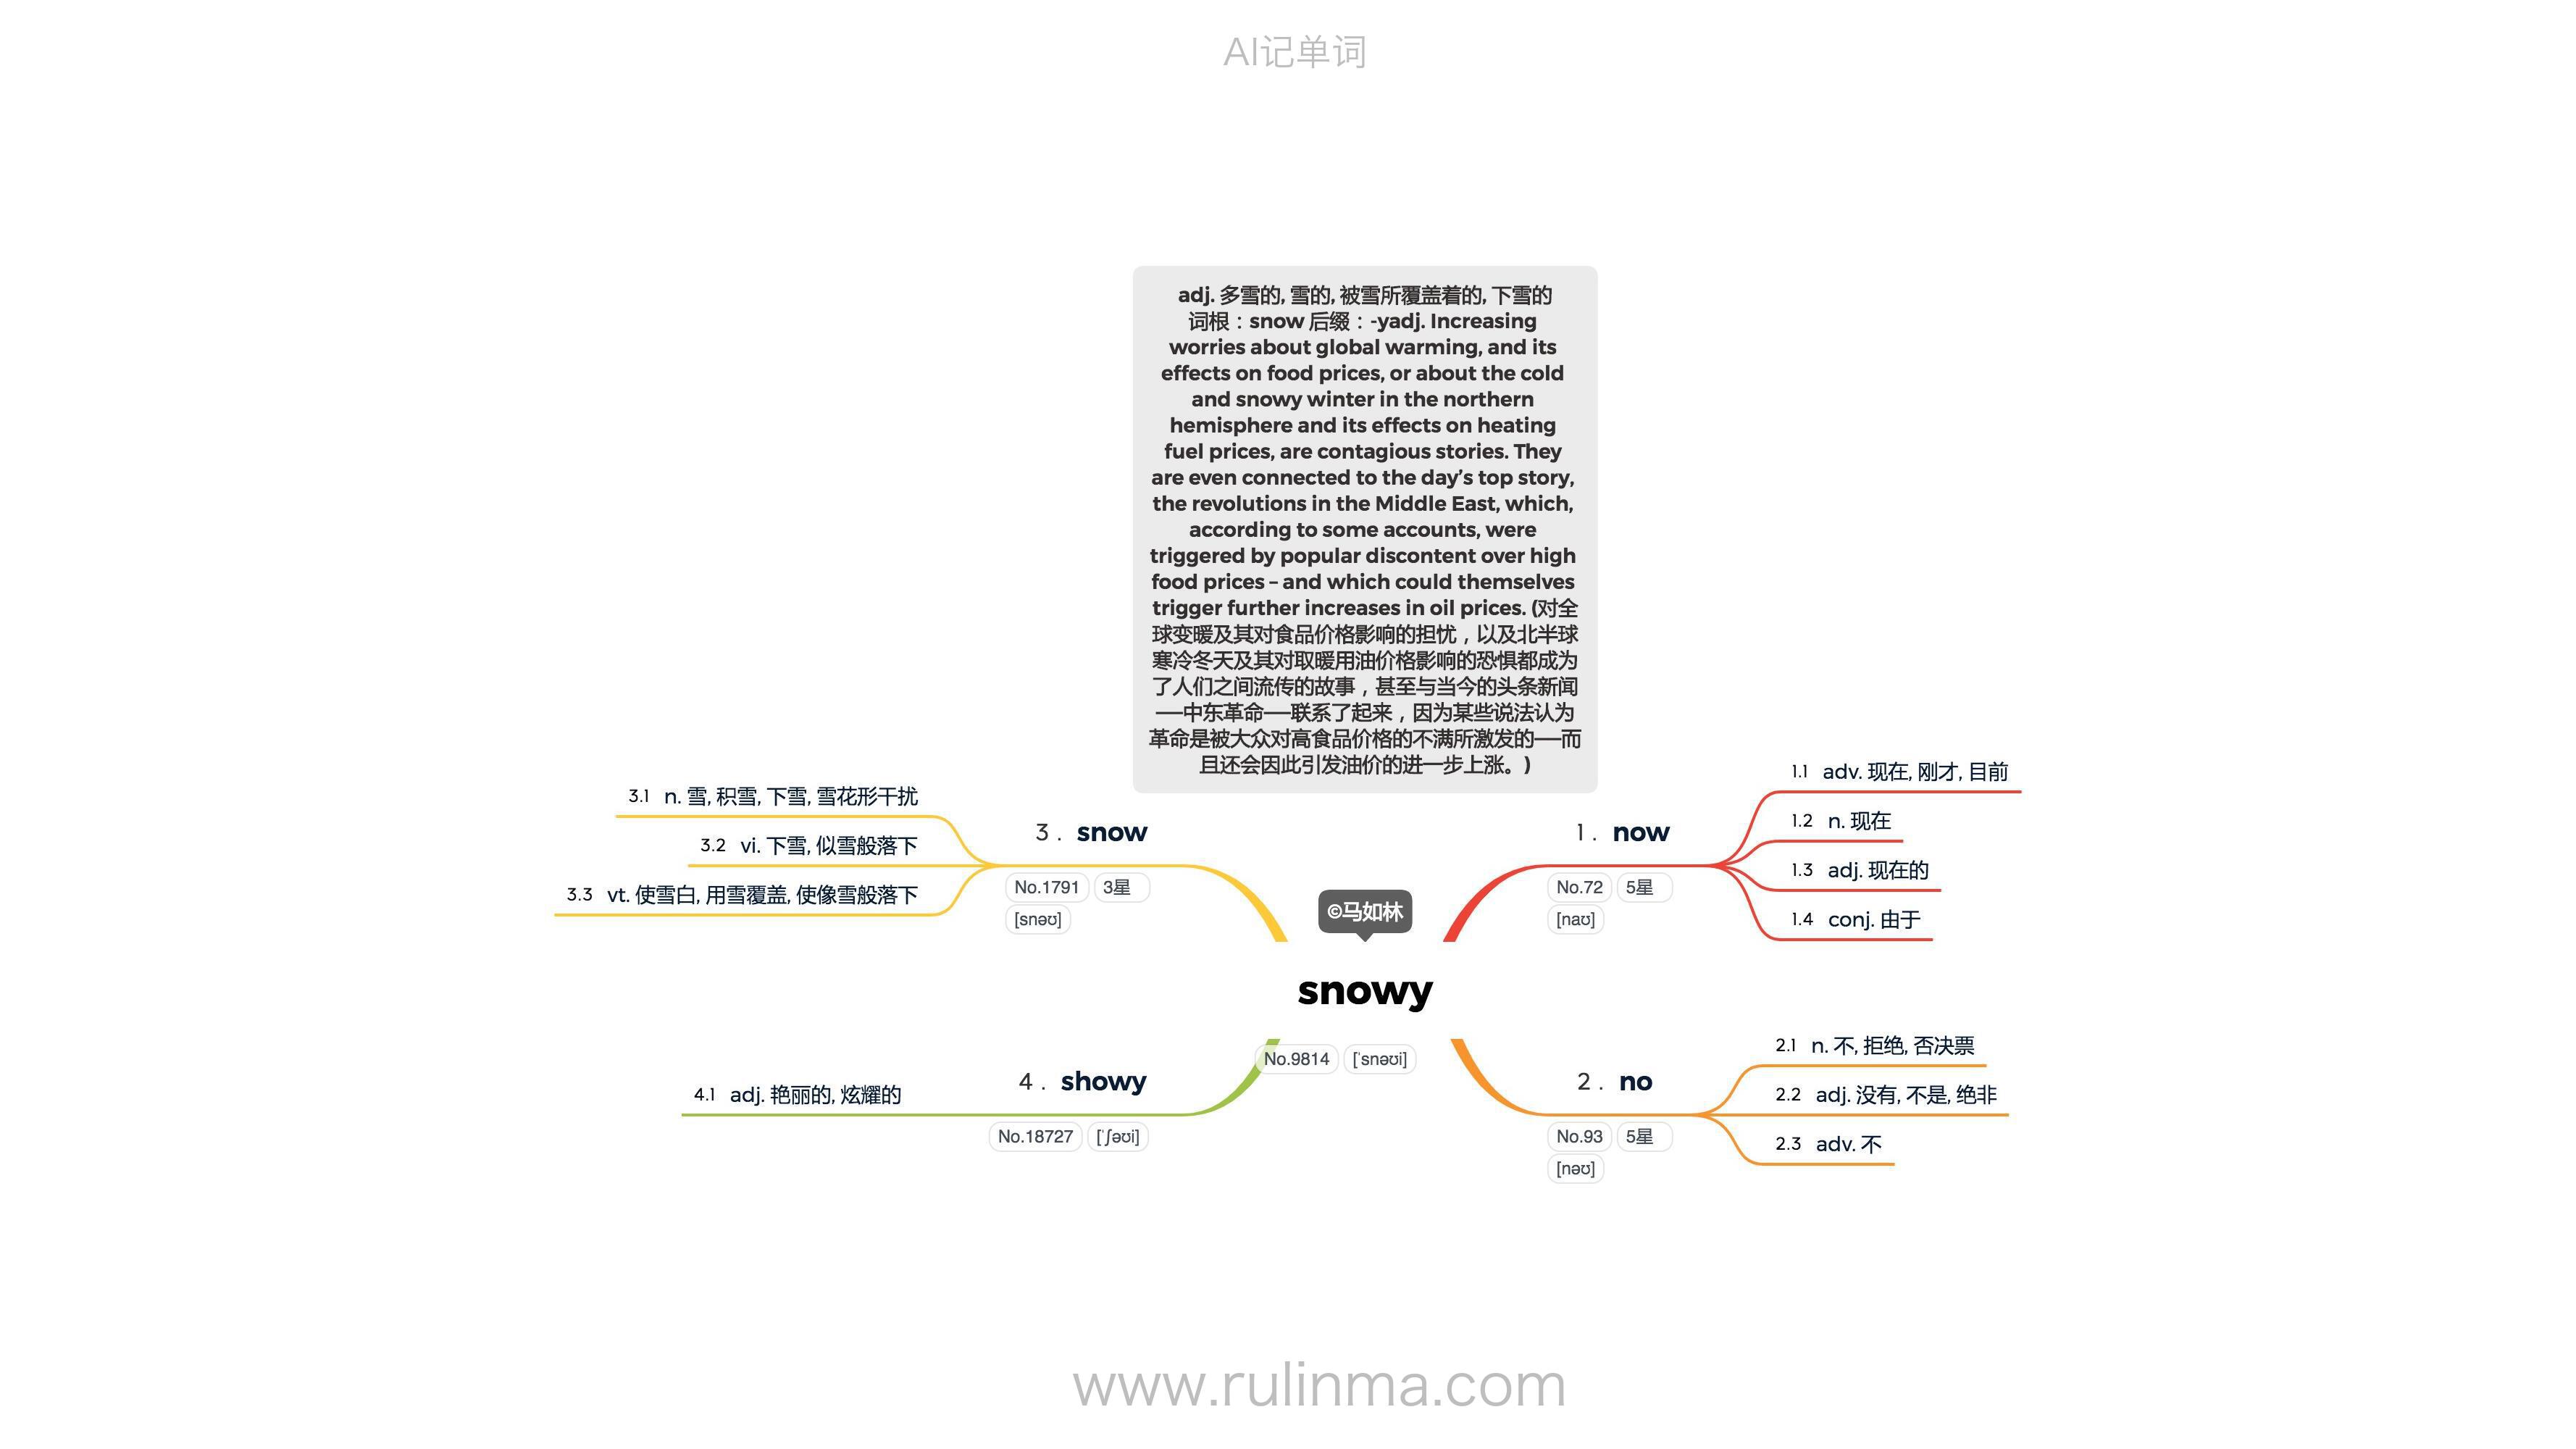 AI记单词
adj. 多雪的, 雪的, 被雪所覆盖着的, 下雪的
词根：snow 后缀：-yadj. Increasing
worries about global warming, and its
effects on food prices, or about the cold
and snowy winter in the northern
hemisphere and its effects on heating
fuel prices, are contagious stories. They
are even connected to the day’s top story,
the revolutions in the Middle East, which,
according to some accounts, were
triggered by popular discontent over high
food prices – and which could themselves
trigger further increases in oil prices. (对全
球变暖及其对食品价格影响的担忧，以及北半球
寒冷冬天及其对取暖用油价格影响的恐惧都成为
了人们之间流传的故事，甚至与当今的头条新闻
——中东革命——联系了起来，因为某些说法认为
革命是被大众对高食品价格的不满所激发的——而
且还会因此引发油价的进一步上涨。)
©马如林
snowy
No.9814 [ˈsnəʊi]
1 . now
No.72 5星
[naʊ]
1.1 adv. 现在, 刚才, 目前
1.2 n. 现在
1.3 adj. 现在的
1.4 conj. 由于
2 . no
No.93 5星
[nəʊ]
2.1 n. 不, 拒绝, 否决票
2.2 adj. 没有, 不是, 绝非
2.3 adv. 不
3 . snow
No.1791 3星
[snəʊ]
3.1 n. 雪, 积雪, 下雪, 雪花形干扰
3.2 vi. 下雪, 似雪般落下
3.3 vt. 使雪白, 用雪覆盖, 使像雪般落下
4 . showy
No.18727 [ˈʃəʊi]
4.1 adj. 艳丽的, 炫耀的
www.rulinma.com